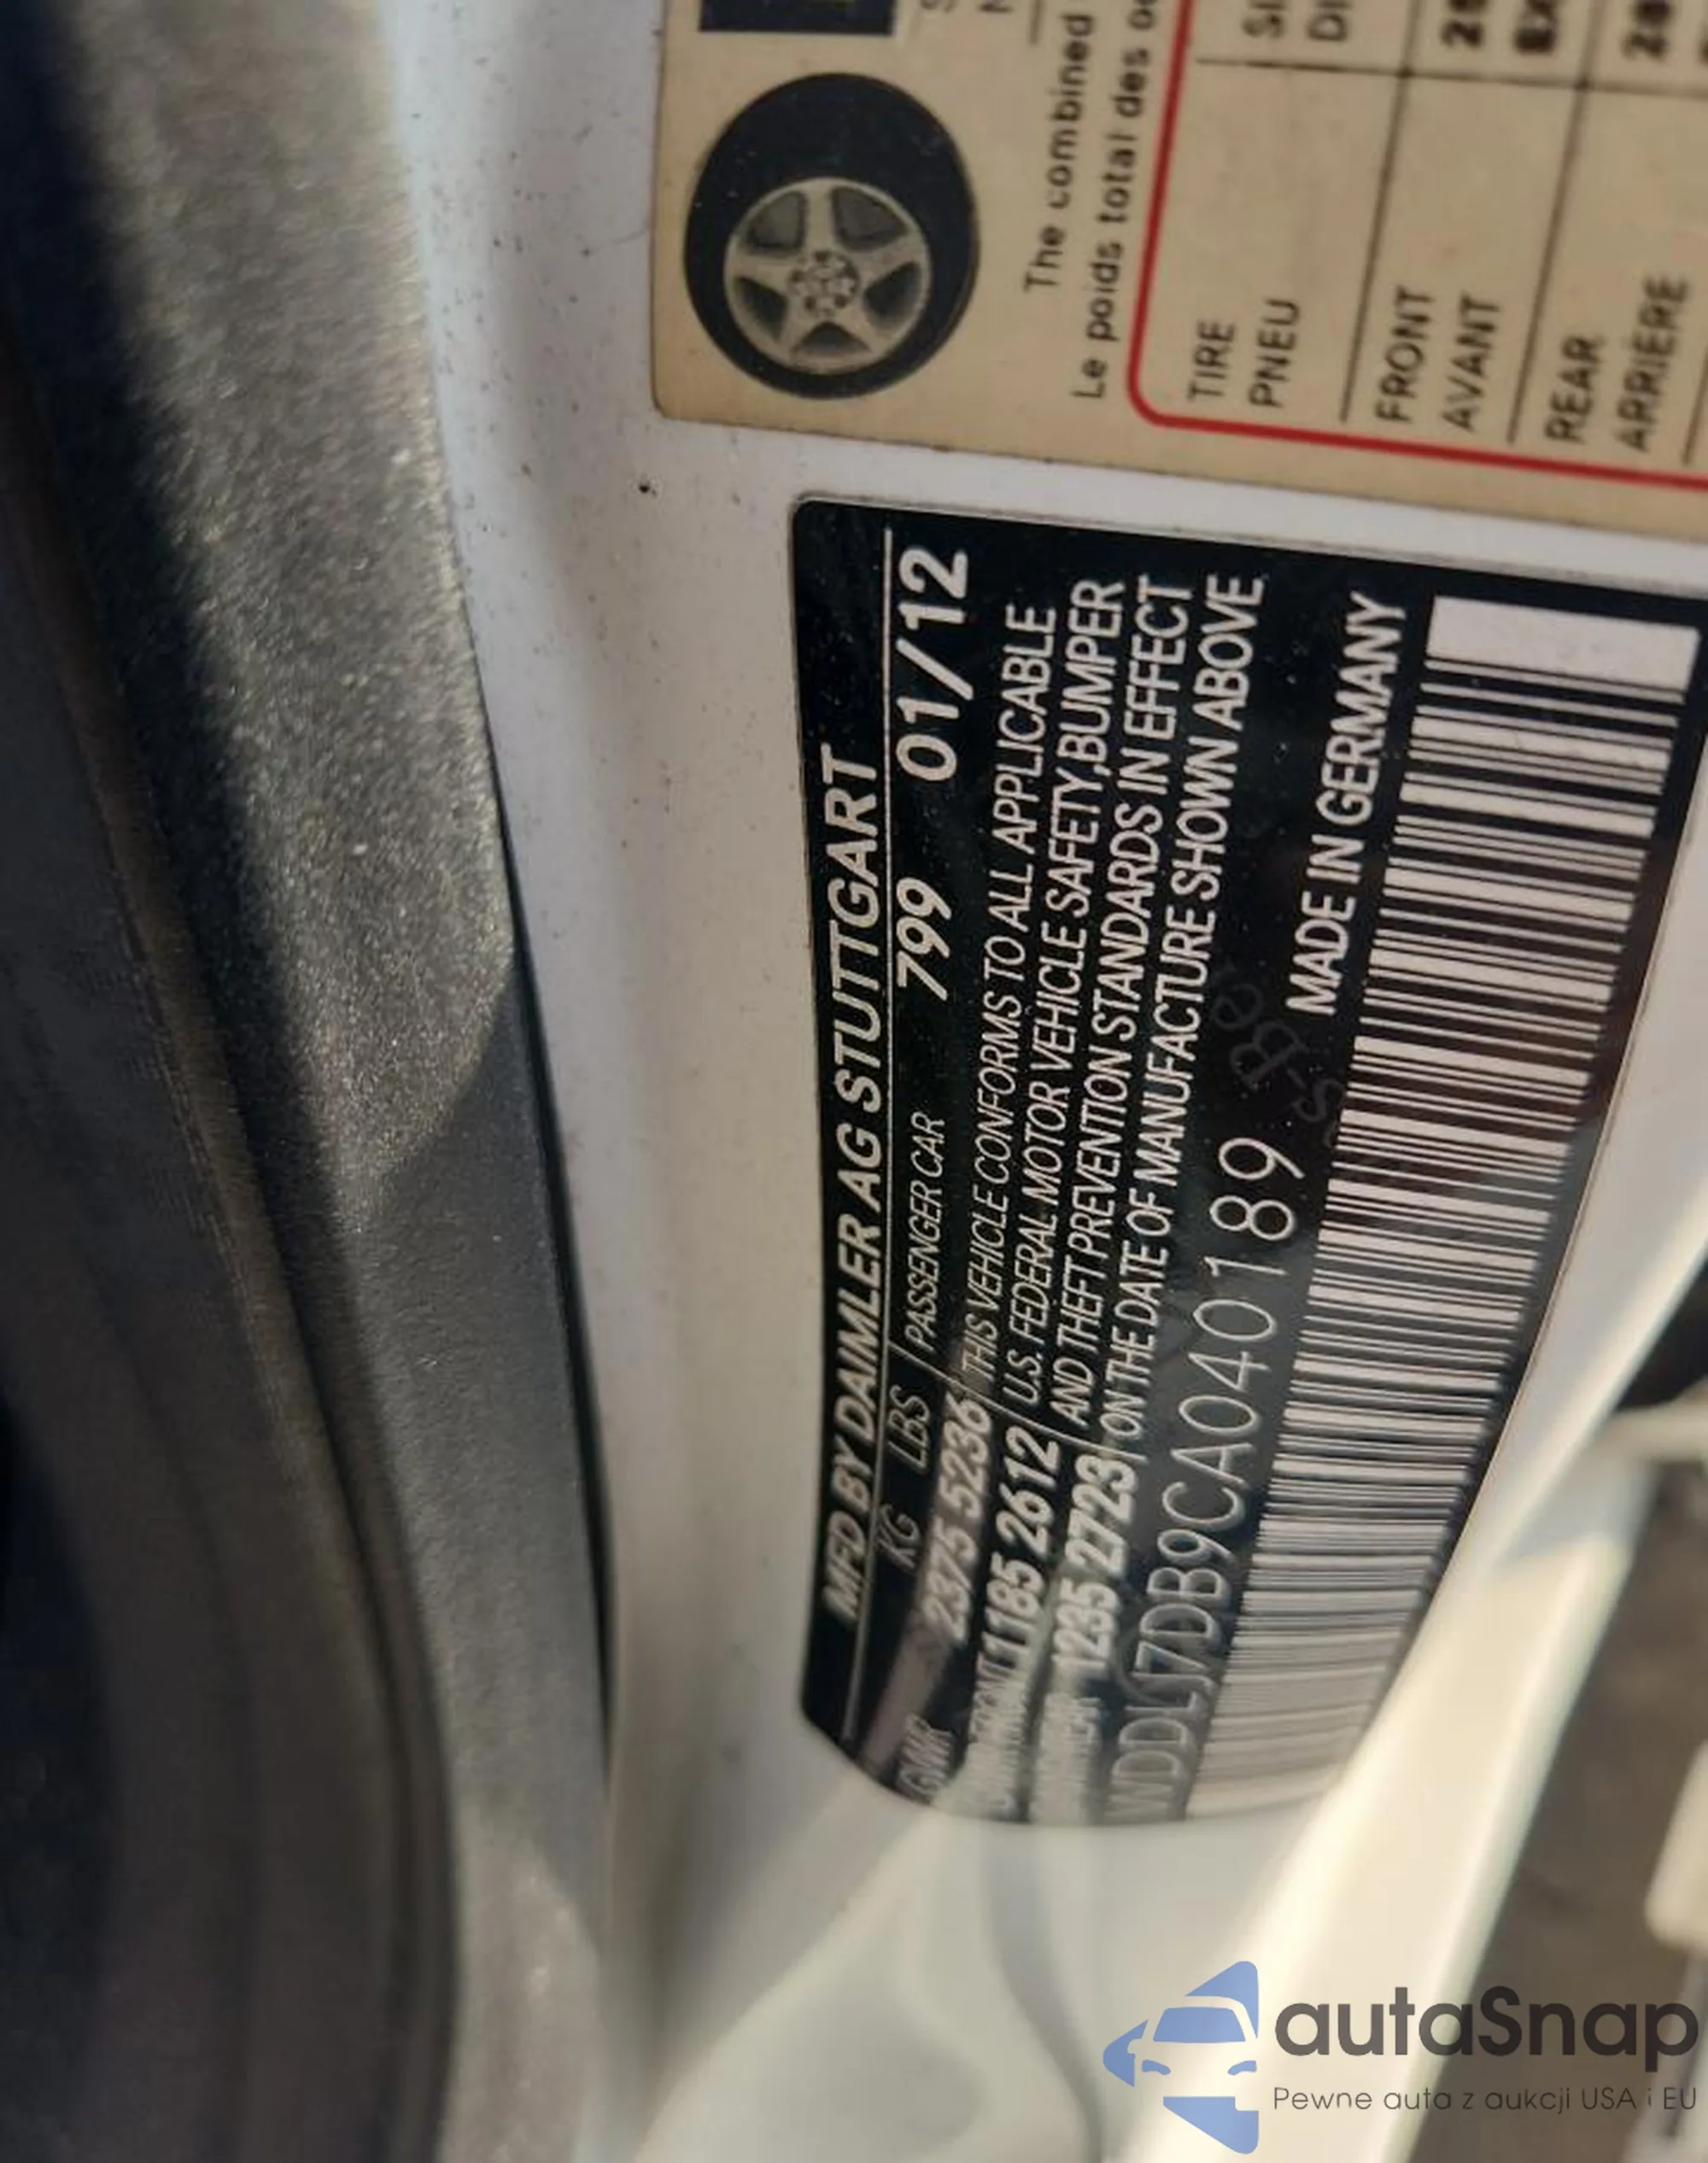 The combined
Le poids total des
TIRE
PNEU
FRONT
AVANT
REAR
ARRIÈRE
MFD BY DAIMLER AG STUTTGART
KG LBS PASSENGER CAR 799 01/12
GVWR 2375 5236 THIS VEHICLE CONFORMS TO ALL APPLICABLE
1185 2612 U.S. FEDERAL MOTOR VEHICLE SAFETY,BUMPER
1235 2723 AND THEFT PREVENTION STANDARDS IN EFFECT
ON THE DATE OF MANUFACTURE SHOWN ABOVE
WDDLJ7DB9CA040189
MADE IN GERMANY
autaSnap
Pewne auta z aukcji USA i EU